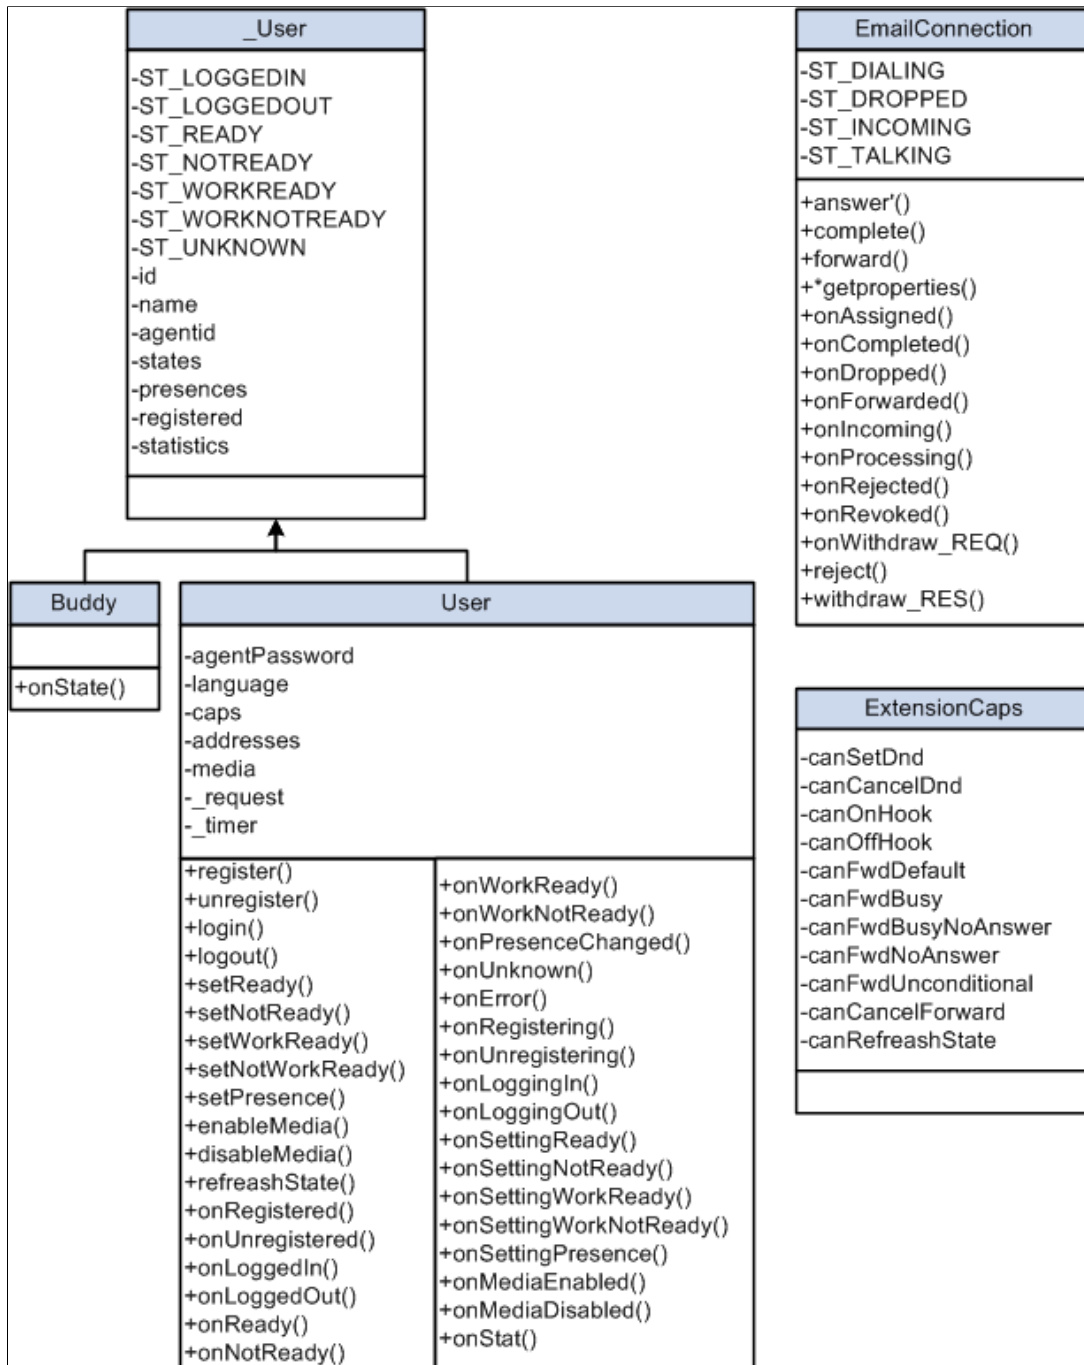 _User
-ST_LOGGEDIN
-ST_LOGGEDOUT
-ST_READY
-ST_NOTREADY
-ST_WORKREADY
-ST_WORKNOTREADY
-ST_UNKNOWN
-id
-name
-agentid
-states
-presences
-registered
-statistics
EmailConnection
-ST_DIALING
-ST_DROPPED
-ST_INCOMING
-ST_TALKING
+answer'()
+complete()
+forward()
+*getproperties()
+onAssigned()
+onCompleted()
+onDropped()
+onForwarded()
+onIncoming()
+onProcessing()
+onRejected()
+onRevoked()
+onWithdraw_REQ()
+reject()
+withdraw_RES()
Buddy
+onState()
User
-agentPassword
-language
-caps
-addresses
-media
-_request
-_timer
+register()
+unregister()
+login()
+logout()
+setReady()
+setNotReady()
+setWorkReady()
+setNotWorkReady()
+setPresence()
+enableMedia()
+disableMedia()
+refreashState()
+onRegistered()
+onUnregistered()
+onLoggedIn()
+onLoggedOut()
+onReady()
+onNotReady()
+onWorkReady()
+onWorkNotReady()
+onPresenceChanged()
+onUnknown()
+onError()
+onRegistering()
+onUnregistering()
+onLoggingIn()
+onLoggingOut()
+onSettingReady()
+onSettingNotReady()
+onSettingWorkReady()
+onSettingWorkNotReady()
+onSettingPresence()
+onMediaEnabled()
+onMediaDisabled()
+onStat()
ExtensionCaps
-canSetDnd
-canCancelDnd
-canOnHook
-canOffHook
-canFwdDefault
-canFwdBusy
-canFwdBusyNoAnswer
-canFwdNoAnswer
-canFwdUnconditional
-canCancelForward
-canRefreashState